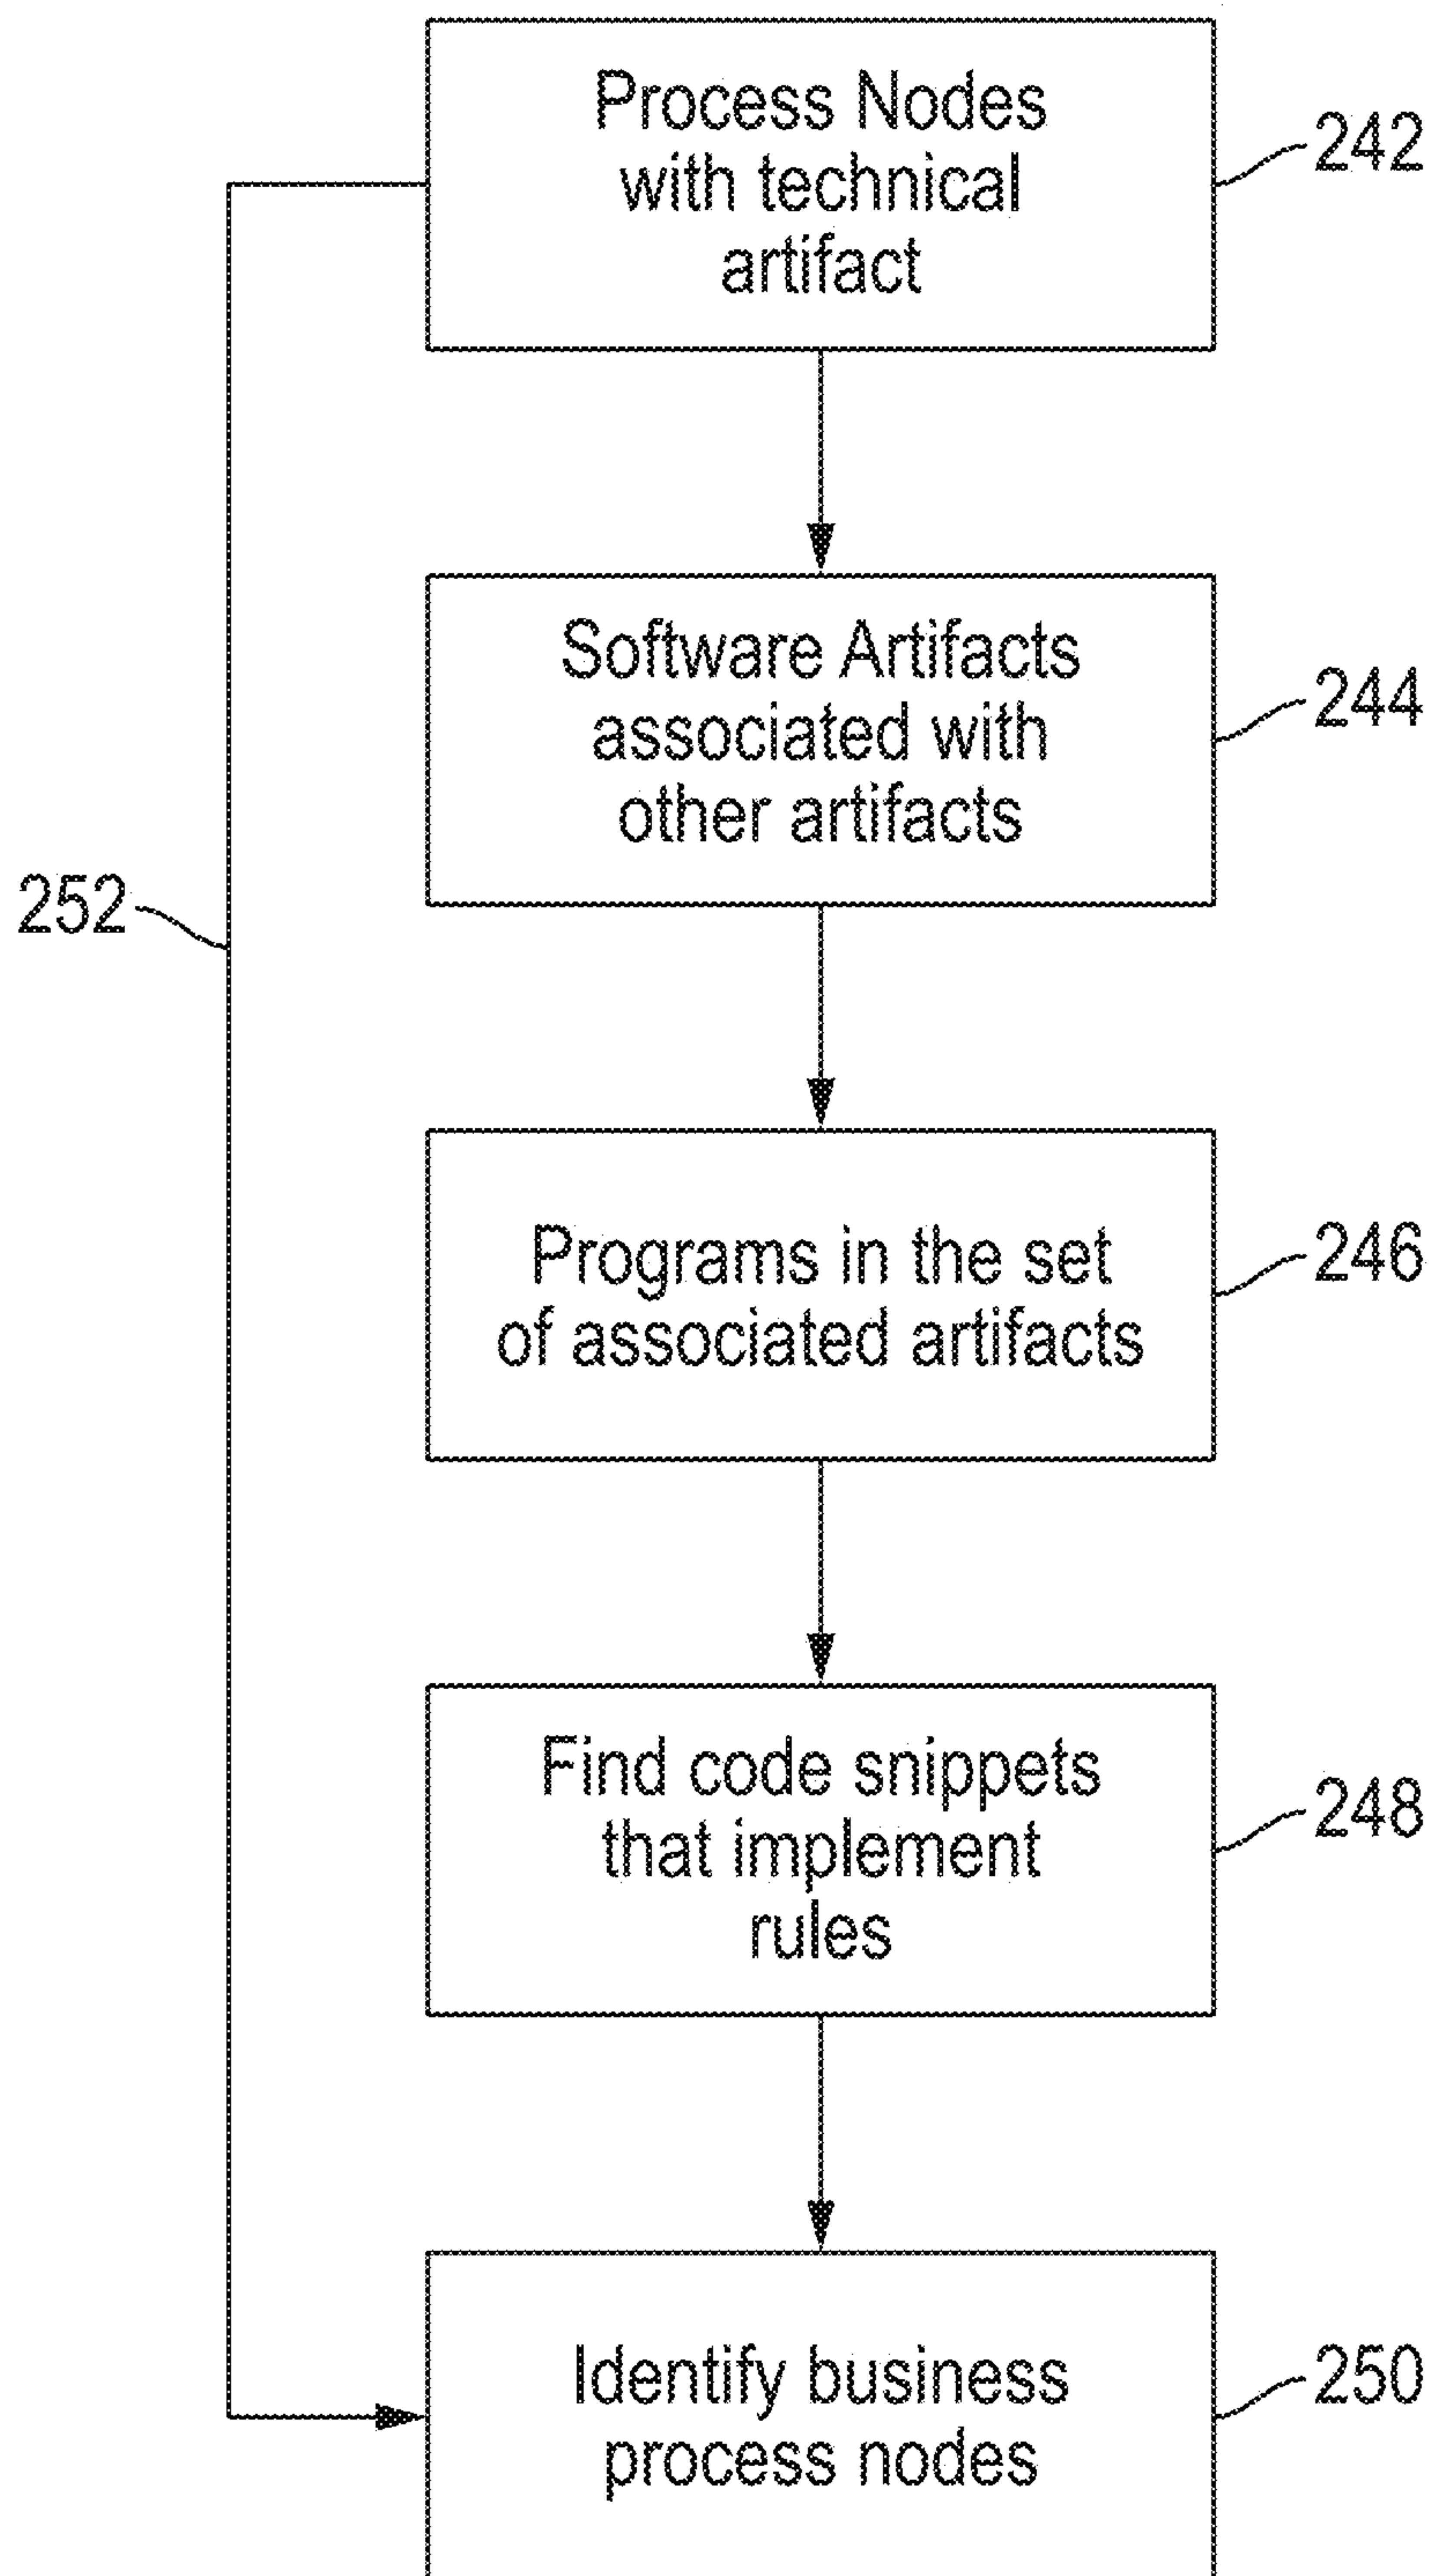 Process Nodes
with technical
artifact
242
Software Artifacts
associated with
other artifacts
244
252
Programs in the set
of associated artifacts
246
Find code snippets
that implement
rules
248
Identify business
process nodes
250